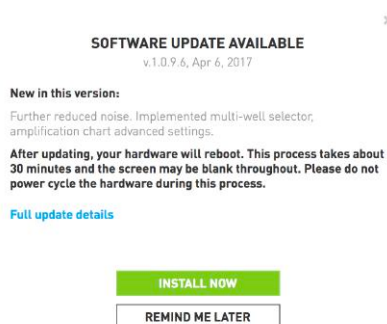 SOFTWARE UPDATE AVAILABLE
v.1.0.9.6, Apr 6, 2017
New in this version:
Further reduced noise. Implemented multi-well selector,
amplification chart advanced settings.
After updating, your hardware will reboot. This process takes about
30 minutes and the screen may be blank throughout. Please do not
power cycle the hardware during this process.
Full update details
INSTALL NOW
REMIND ME LATER